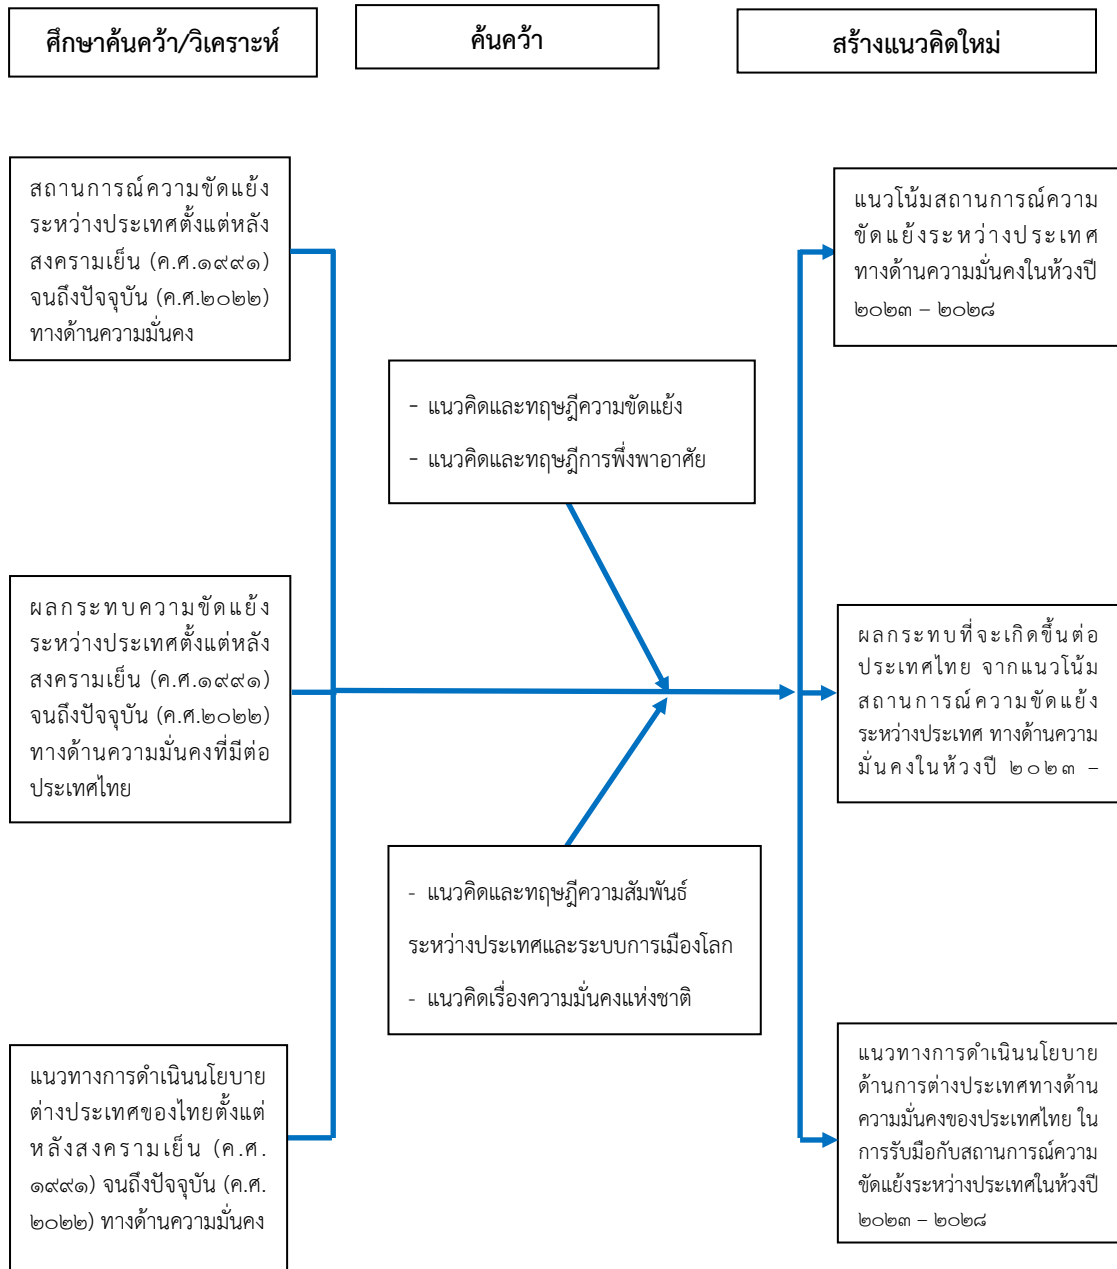 ศึกษาค้นคว้า/วิเคราะห์
ค้นคว้า
สร้างแนวคิดใหม่
สถานการณ์ความขัดแย้ง
ระหว่างประเทศตั้งแต่หลัง
สงครามเย็น (ค.ศ.๑๙๙๑)
จนถึงปัจจุบัน (ค.ศ.๒๐๒๒)
ทางด้านความมั่นคง
ผลกระทบความขัดแย้ง
ระหว่างประเทศตั้งแต่หลัง
สงครามเย็น (ค.ศ.๑๙๙๑)
จนถึงปัจจุบัน (ค.ศ.๒๐๒๒)
ทางด้านความมั่นคงที่มีต่อ
ประเทศไทย
แนวทางการดำเนินนโยบาย
ต่างประเทศของไทยตั้งแต่
หลังสงครามเย็น (ค.ศ.
๑๙๙๑) จนถึงปัจจุบัน (ค.ศ.
๒๐๒๒) ทางด้านความมั่นคง
- แนวคิดและทฤษฎีความขัดแย้ง
- แนวคิดและทฤษฎีการพึ่งพาอาศัย
- แนวคิดและทฤษฎีความสัมพันธ์
ระหว่างประเทศและระบบการเมืองโลก
- แนวคิดเรื่องความมั่นคงแห่งชาติ
แนวโน้มสถานการณ์ความ
ขัดแย้งระหว่างประเทศ
ทางด้านความมั่นคงในห้วงปี
๒๐๒๓ – ๒๐๒๘
ผลกระทบที่จะเกิดขึ้นต่อ
ประเทศไทย จากแนวโน้ม
สถานการณ์ความขัดแย้ง
ระหว่างประเทศ ทางด้านความ
มั่นคงในห้วงปี ๒๐๒๓ –
แนวทางการดำเนินนโยบาย
ด้านการต่างประเทศทางด้าน
ความมั่นคงของประเทศไทย ใน
การรับมือกับสถานการณ์ความ
ขัดแย้งระหว่างประเทศในห้วงปี
๒๐๒๓ – ๒๐๒๘